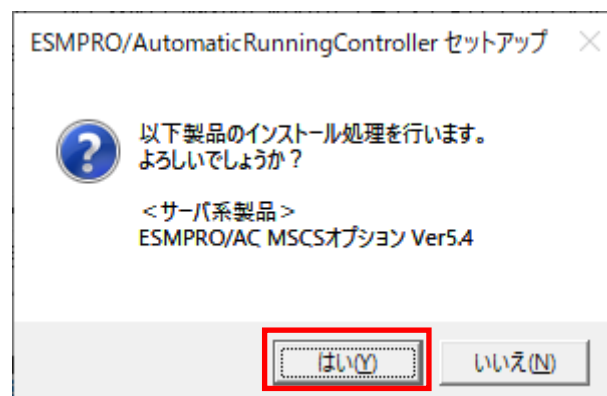 ESMPRO/AutomaticRunningController セットアップ
以下製品のインストール処理を行います。
よろしいでしょうか？
＜サーバ系製品＞
ESMPRO/AC MSCSオプション Ver5.4
はい(Y)
いいえ(N)